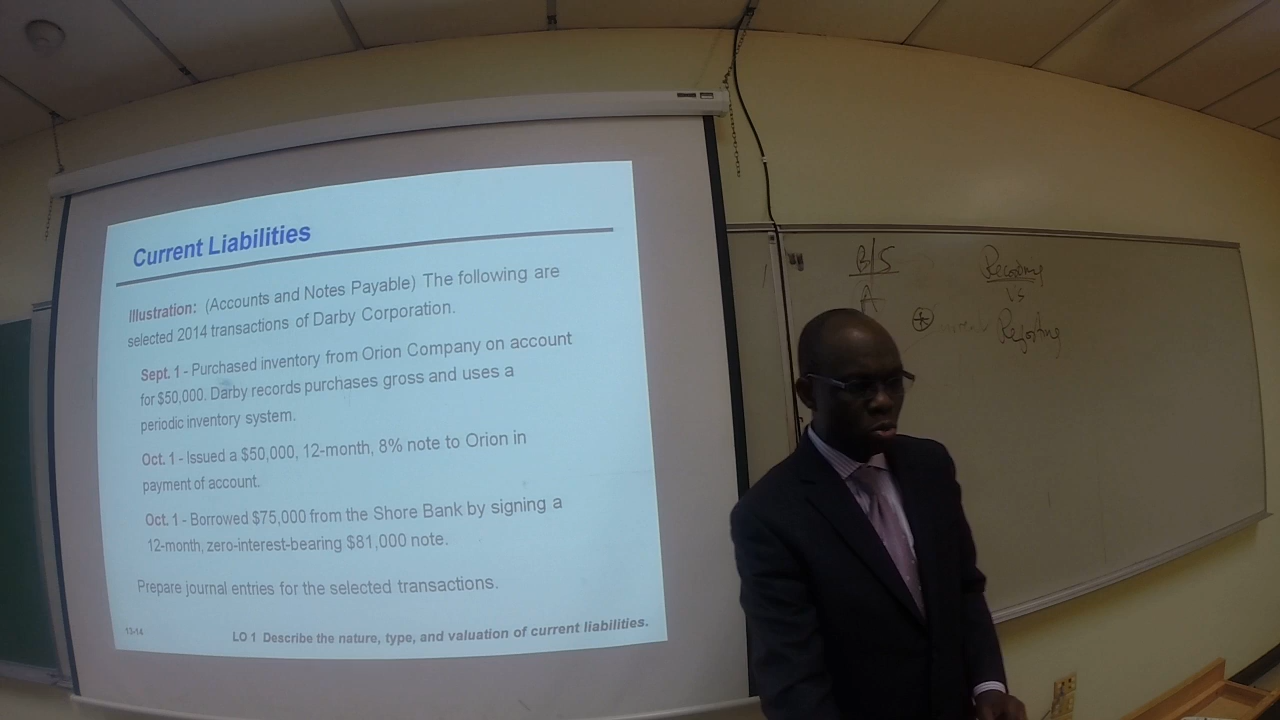 Current Liabilities
Illustration: (Accounts and Notes Payable) The following are
selected 2014 transactions of Darby Corporation.
Sept. 1 - Purchased inventory from Orion Company on account
for $50,000. Darby records purchases gross and uses a
periodic inventory system.
Oct. 1 - Issued a $50,000, 12-month, 8% note to Orion in
payment of account.
Oct. 1 - Borrowed $75,000 from the Shore Bank by signing a
12-month, zero-interest-bearing $81,000 note.
Prepare journal entries for the selected transactions.
13-14
LO 1 Describe the nature, type, and valuation of current liabilities.
B/S
A
Recording
vs
Reporting